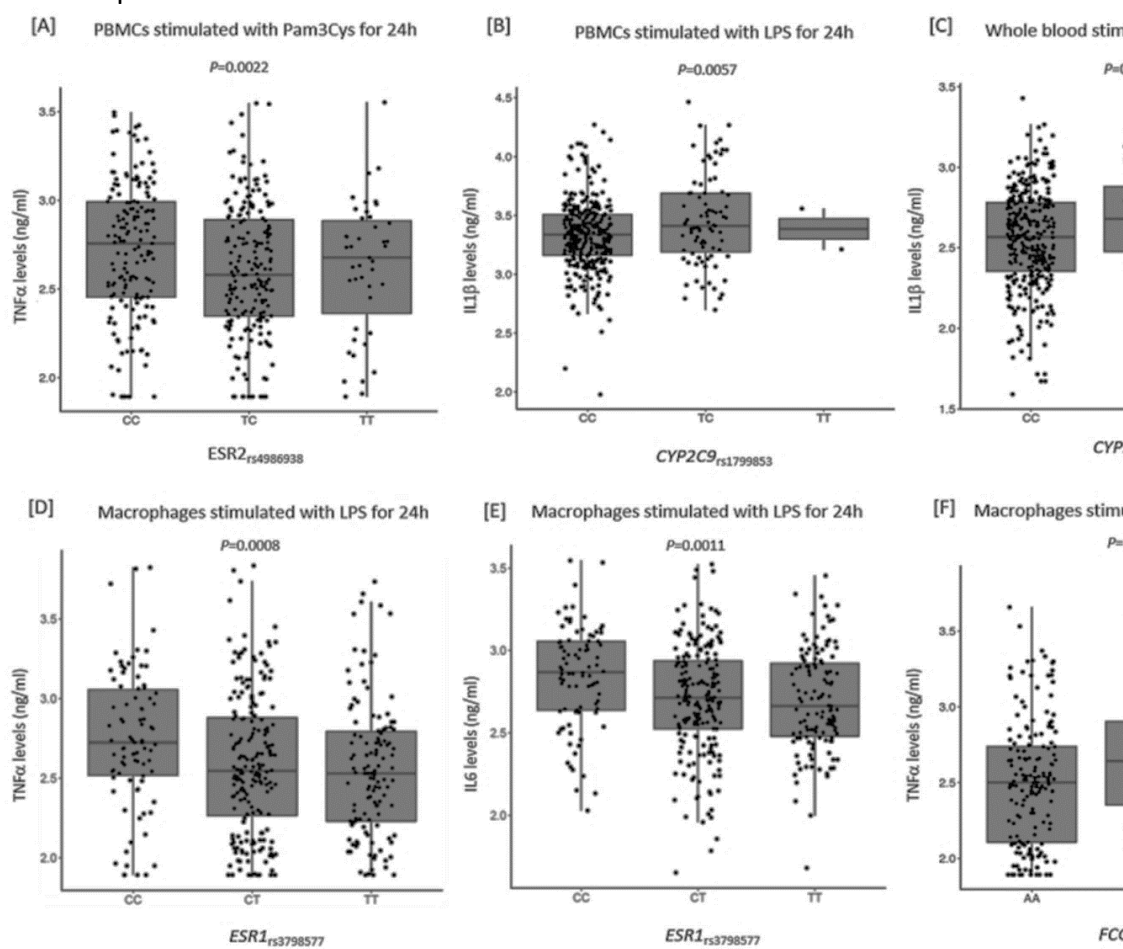 [A] PBMCs stimulated with Pam3Cys for 24h
P=0.0022
TNFα levels (ng/ml)
3.5
3.0
2.5
2.0
CC TC TT
ESR2rs4986938
[B] PBMCs stimulated with LPS for 24h
P=0.0057
IL1β levels (ng/ml)
4.5
4.0
3.5
3.0
2.5
2.0
CC TC TT
CYP2C9rs1799853
[C] Whole blood stim
P=0
IL1β levels (ng/ml)
3.5
3.0
2.5
2.0
1.5
CC
CYP
[D] Macrophages stimulated with LPS for 24h
P=0.0008
TNFα levels (ng/ml)
3.5
3.0
2.5
2.0
CC CT TT
ESR1rs3798577
[E] Macrophages stimulated with LPS for 24h
P=0.0011
IL6 levels (ng/ml)
3.5
3.0
2.5
2.0
CC CT TT
ESR1rs3798577
[F] Macrophages stimu
P=
TNFα levels (ng/ml)
3.5
3.0
2.5
2.0
AA